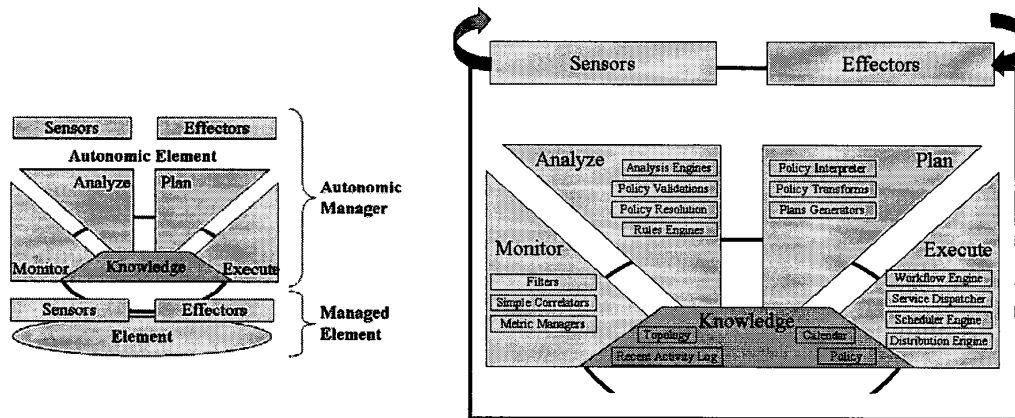 Sensors
Effectors
Autonomic Element
Analyze
Plan
Monitor
Knowledge
Execute
Sensors
Effectors
Element
Autonomic
Manager
Managed
Element
Sensors
Effectors
Analyze
Analysis Engines
Policy Validations
Policy Resolution
Rules Engines
Plan
Policy Interpreter
Policy Transforms
Plans Generators
Monitor
Filters
Simple Correlators
Metric Managers
Execute
Workflow Engine
Service Dispatcher
Scheduler Engine
Distribution Engine
Knowledge
Topology
Calendar
Recent Activity Log
Policy